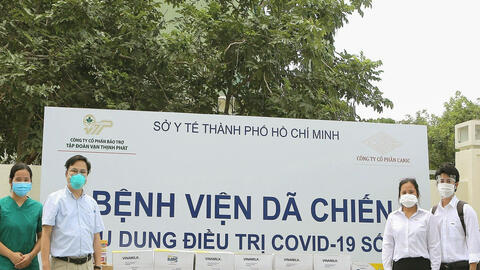 SỞ Y TẾ THÀNH PHỐ HỒ CHÍ MINH
CÔNG TY CỔ PHẦN BẢO TRỢ
TẬP ĐOÀN VẠN THỊNH PHÁT
CÔNG TY CỔ PHẦN CARIC
BỆNH VIỆN DÃ CHIẾN
U DUNG ĐIỀU TRỊ COVID-19 SỐ
VINAMILK VINAMILK VINAMILK VINAMILK